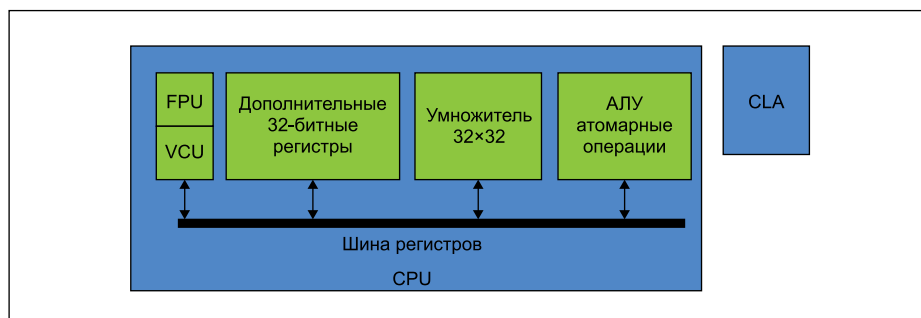 FPU
VCU
Дополнительные
32-битные
регистры
Умножитель
32×32
АЛУ
атомарные
операции
CLA
Шина регистров
CPU